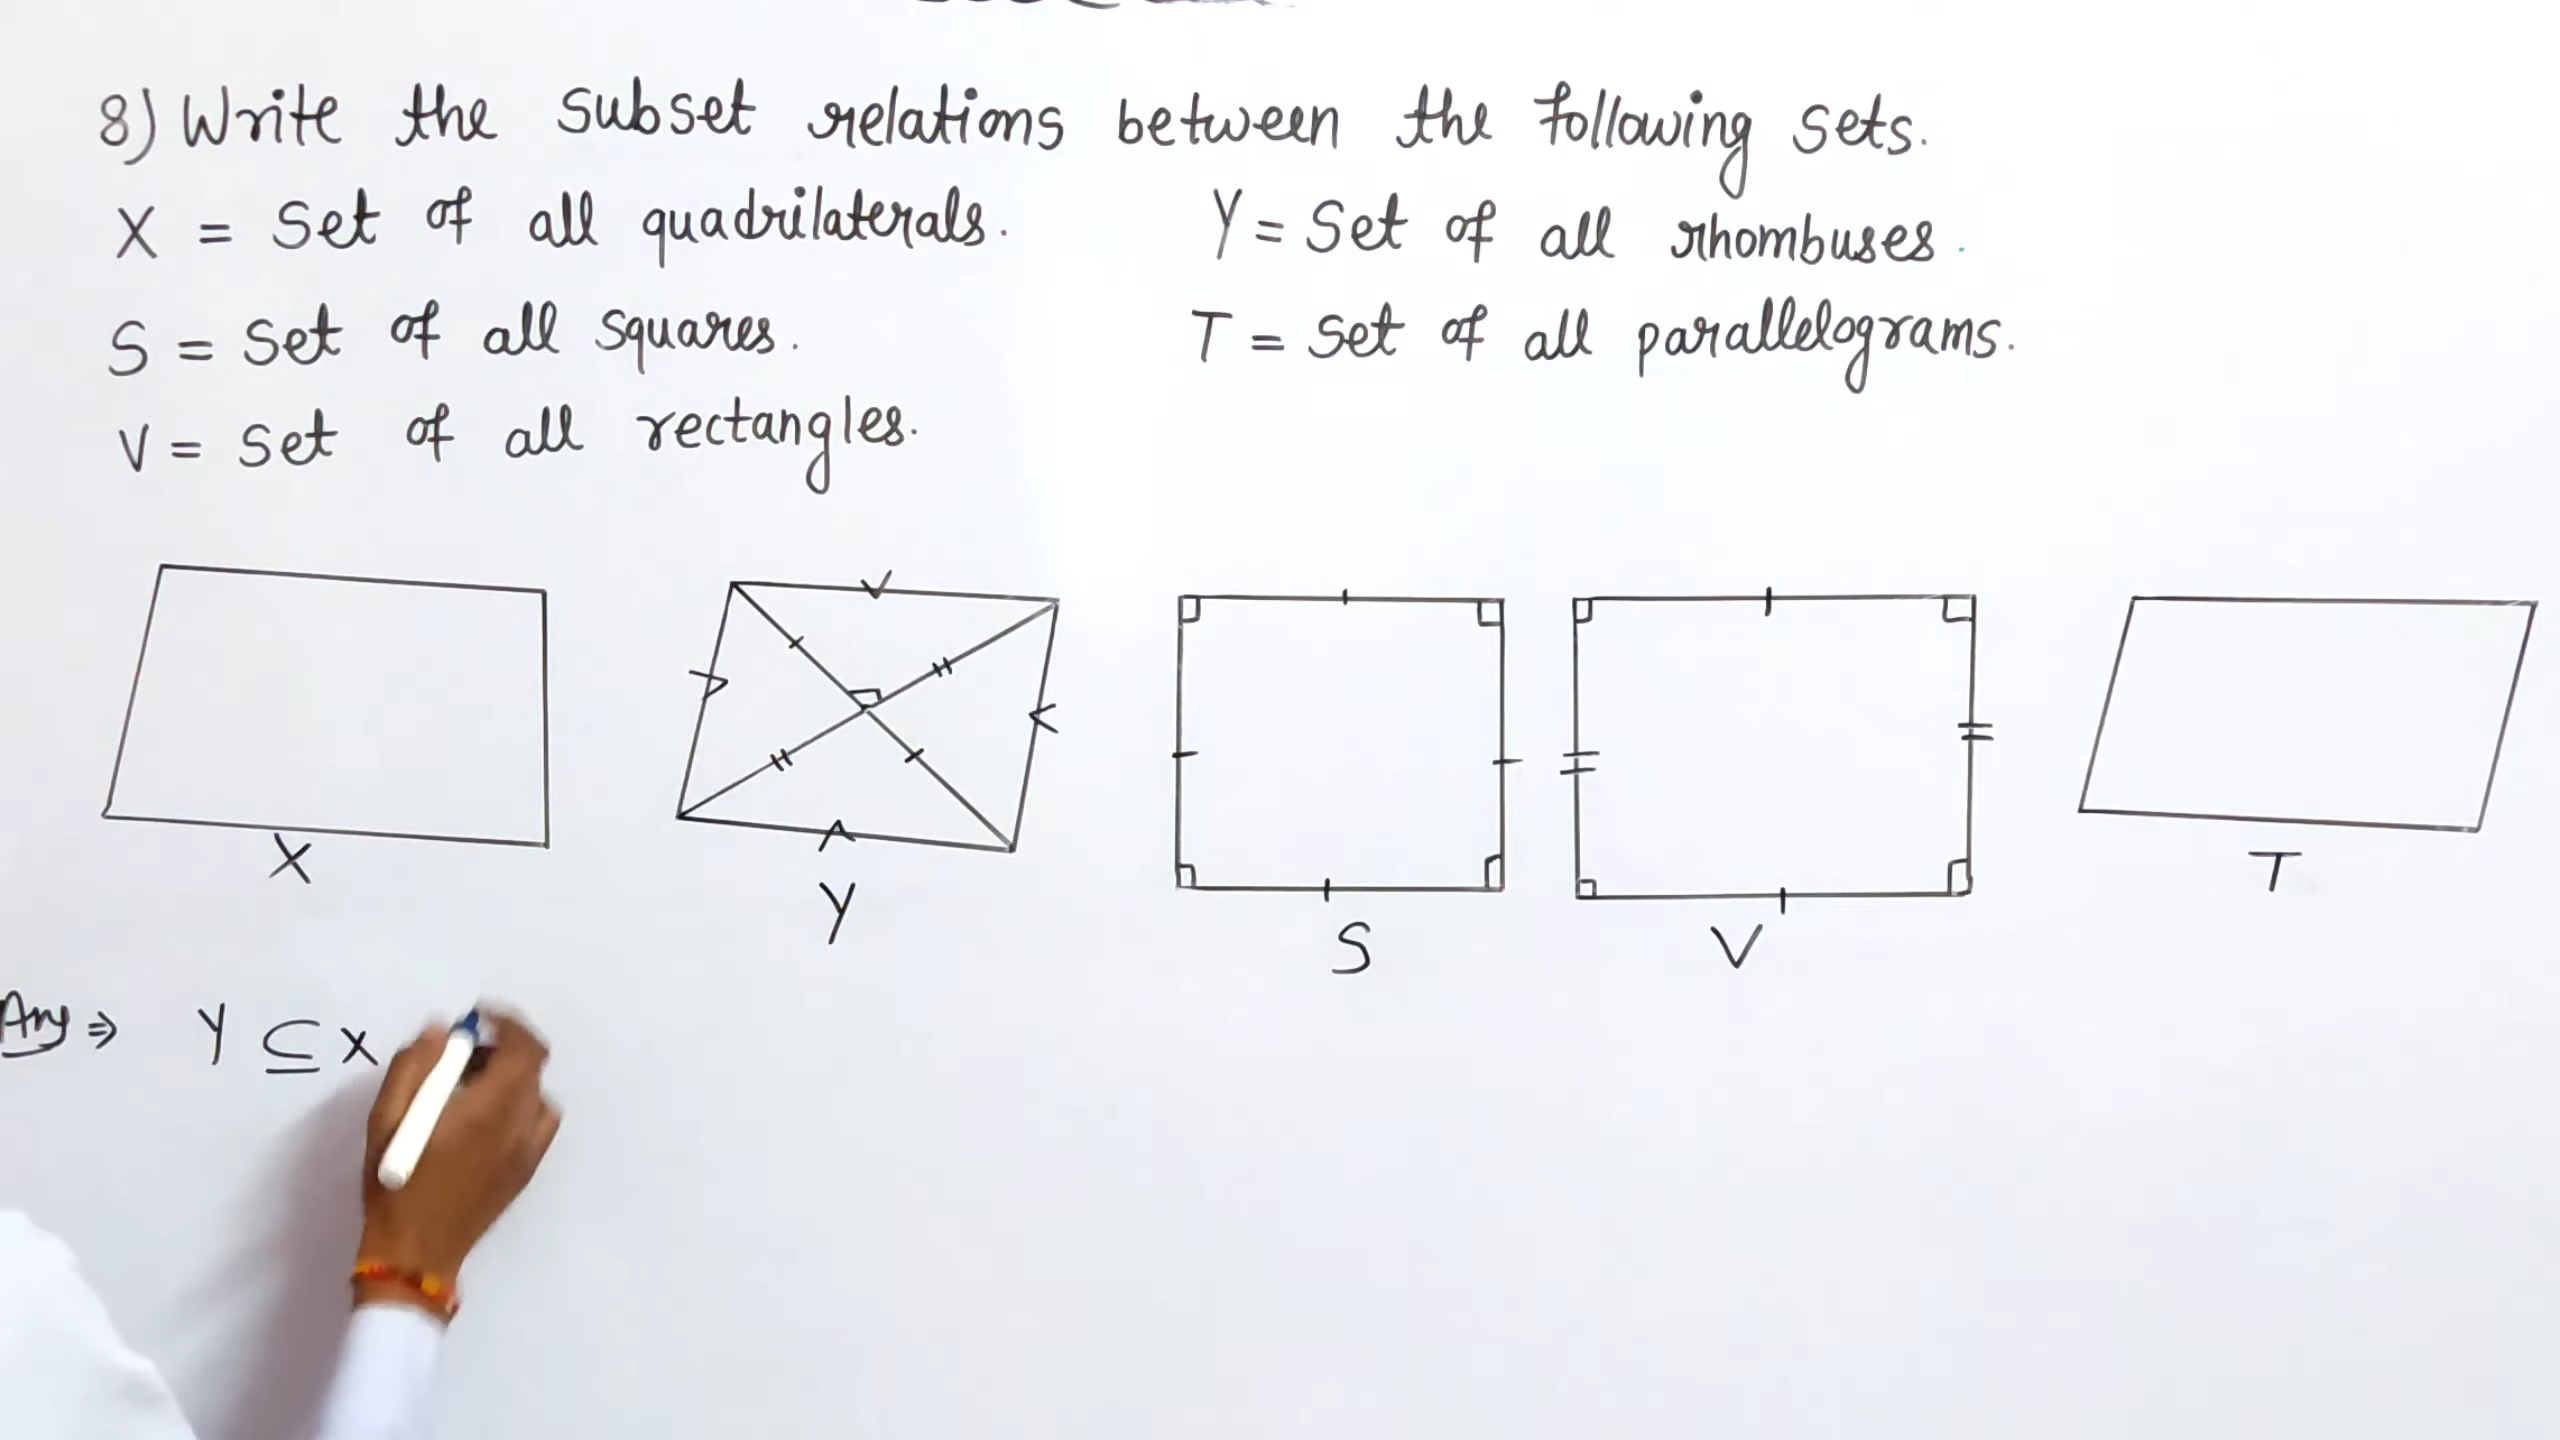 8) Write the subset relations between the following sets.
X = Set of all quadrilaterals. Y = Set of all rhombuses.
S = Set of all squares. T = Set of all parallelograms.
V = Set of all rectangles.
X
Y
S
V
T
Ans ⇒ Y ⊆ X